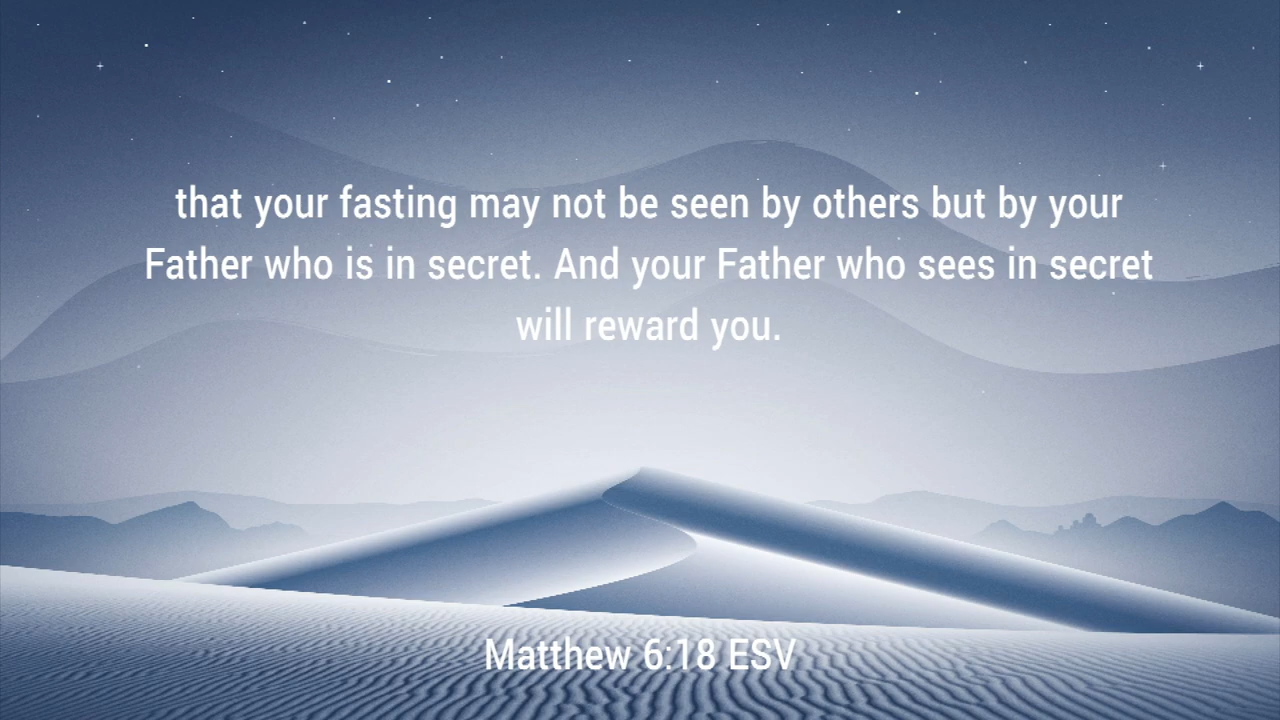 that your fasting may not be seen by others but by your
Father who is in secret. And your Father who sees in secret
will reward you.
Matthew 6:18 ESV